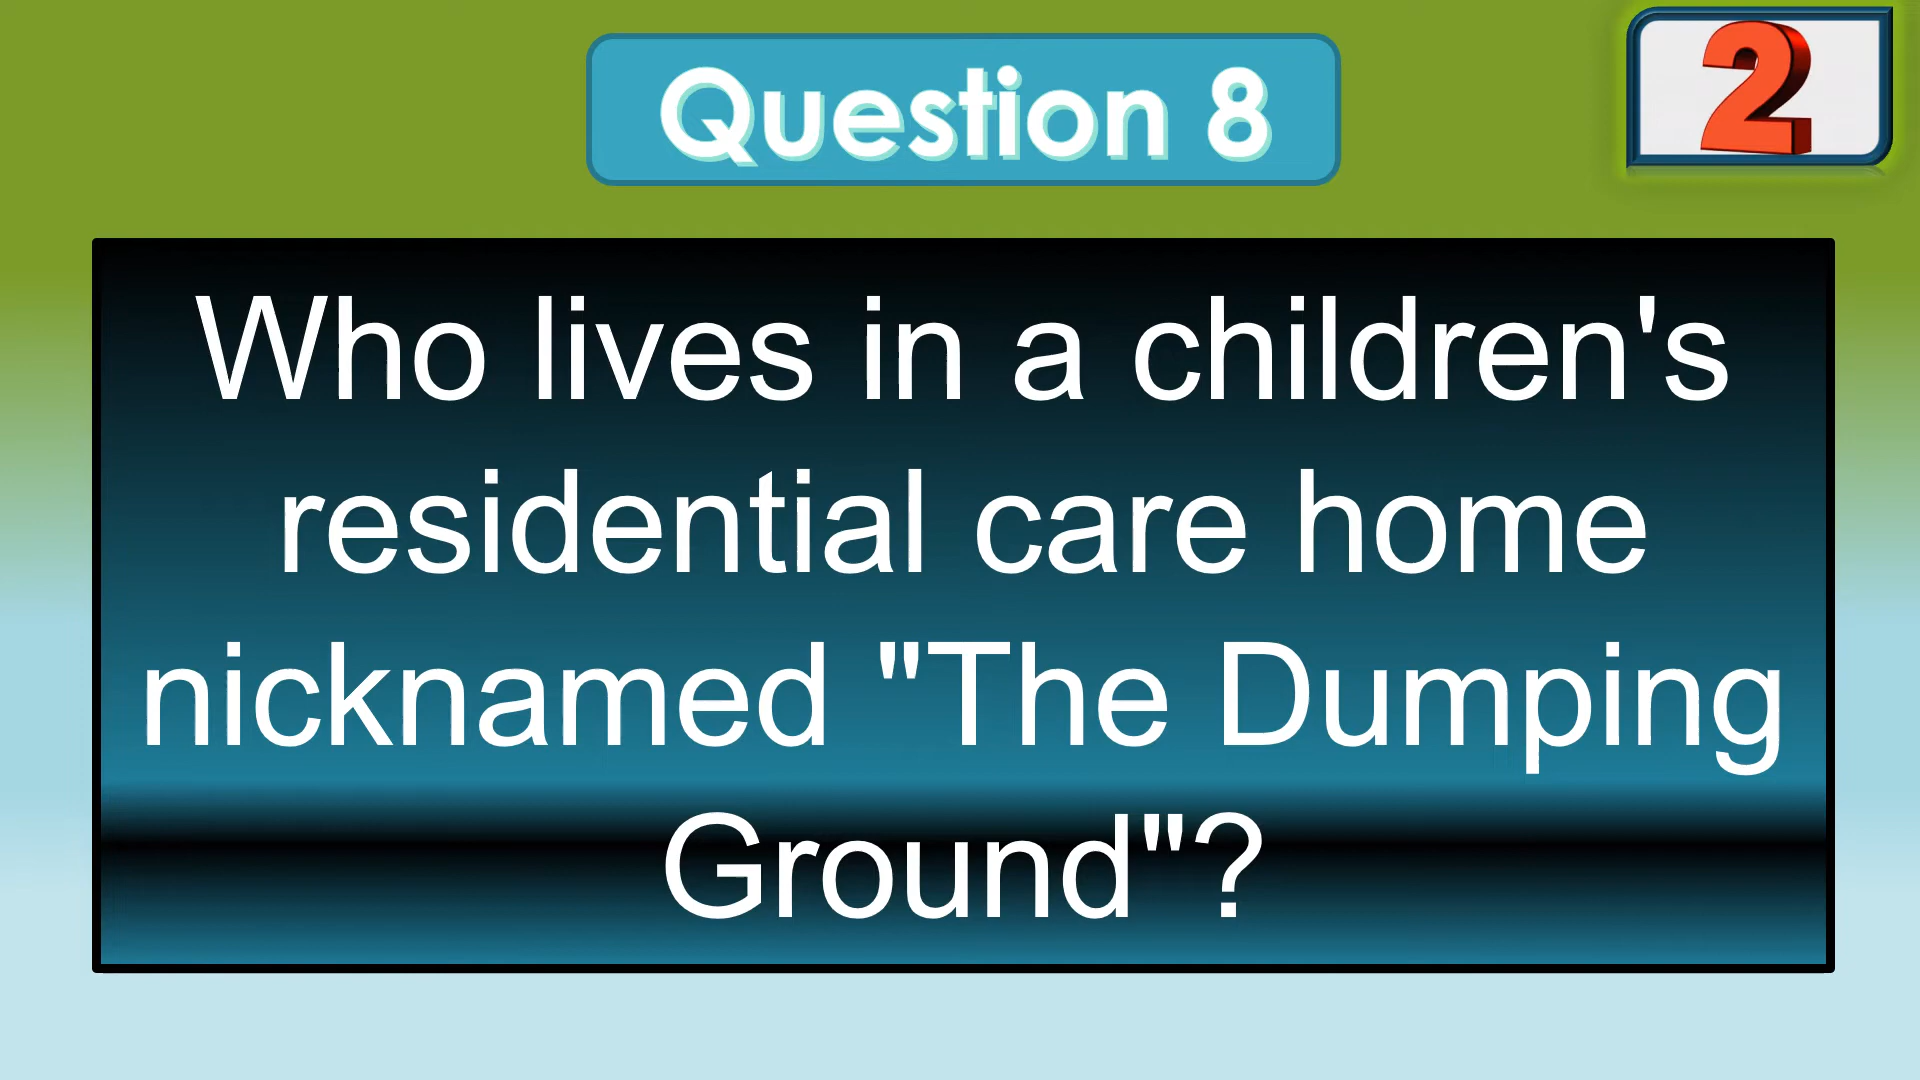 Question 8
2
Who lives in a children's
residential care home
nicknamed "The Dumping
Ground"?